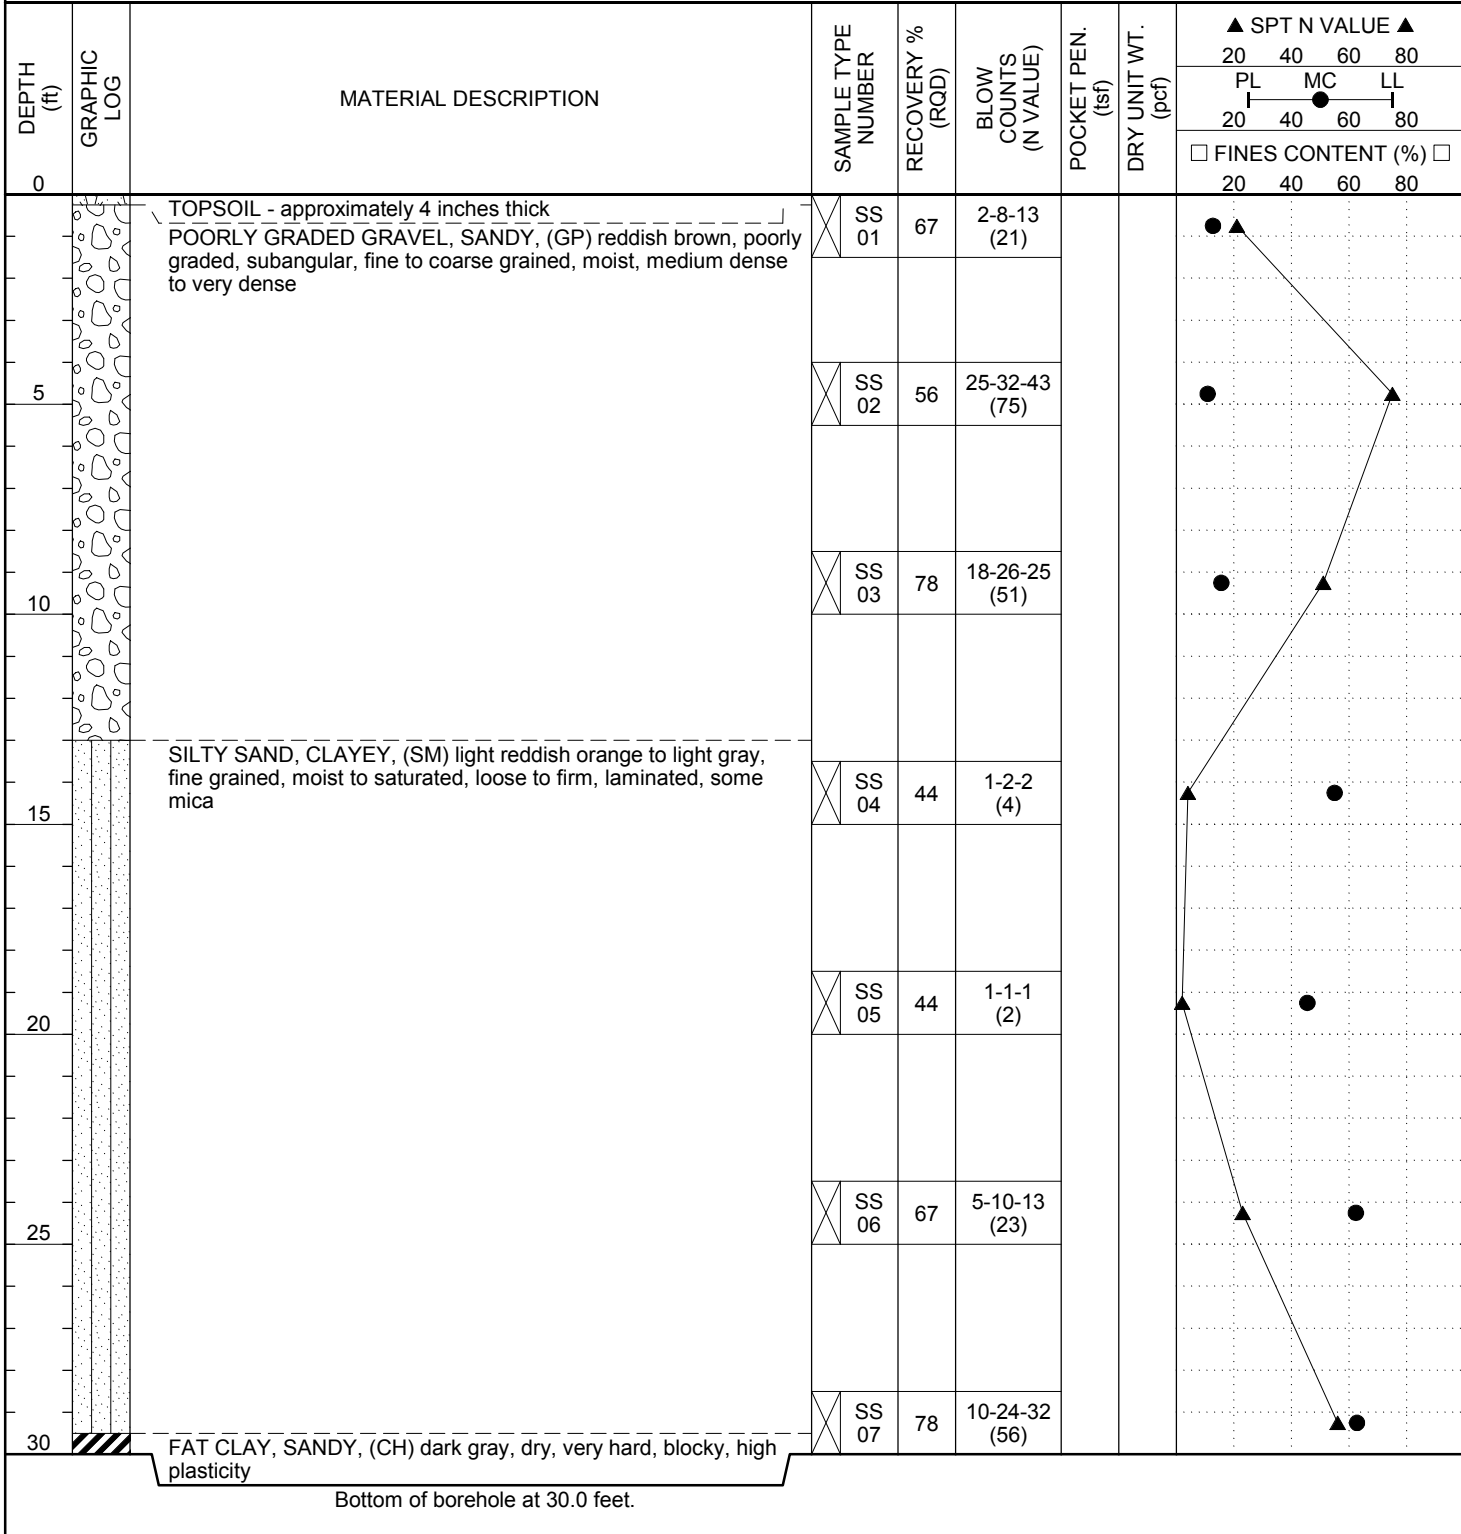 DEPTH
(ft)
GRAPHIC
LOG
MATERIAL DESCRIPTION
SAMPLE TYPE
NUMBER
RECOVERY %
(RQD)
BLOW
COUNTS
(N VALUE)
POCKET PEN.
(tsf)
DRY UNIT WT.
(pcf)
▲ SPT N VALUE ▲
20 40 60 80
PL MC LL
20 40 60 80
□ FINES CONTENT (%) □
20 40 60 80
0
TOPSOIL - approximately 4 inches thick
POORLY GRADED GRAVEL, SANDY, (GP) reddish brown, poorly
graded, subangular, fine to coarse grained, moist, medium dense
to very dense
SS
01
67
2-8-13
(21)
5
SS
02
56
25-32-43
(75)
10
SS
03
78
18-26-25
(51)
SILTY SAND, CLAYEY, (SM) light reddish orange to light gray,
fine grained, moist to saturated, loose to firm, laminated, some
mica
15
SS
04
44
1-2-2
(4)
20
SS
05
44
1-1-1
(2)
25
SS
06
67
5-10-13
(23)
30
SS
07
78
10-24-32
(56)
FAT CLAY, SANDY, (CH) dark gray, dry, very hard, blocky, high
plasticity
Bottom of borehole at 30.0 feet.